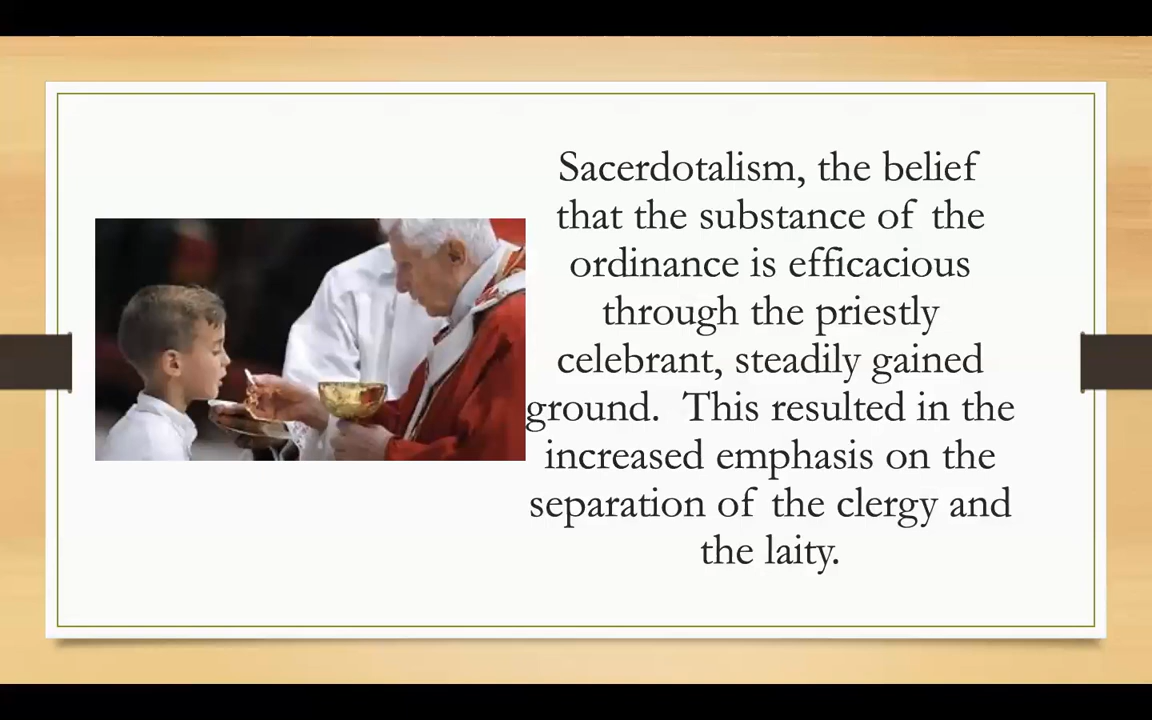 Sacerdotalism, the belief
that the substance of the
ordinance is efficacious
through the priestly
celebrant, steadily gained
ground.  This resulted in the
increased emphasis on the
separation of the clergy and
the laity.